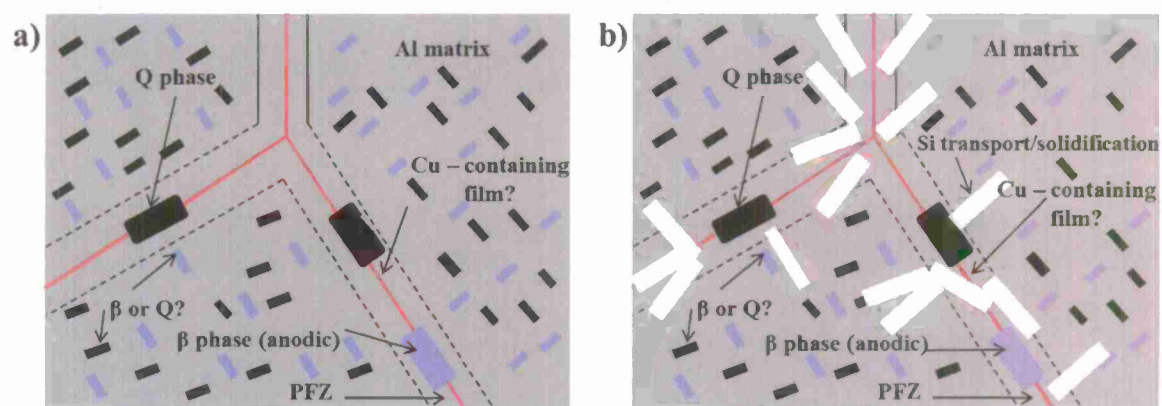 a)
Al matrix
Q phase
Cu – containing
film?
β or Q?
β phase (anodic)
PFZ
b)
Al matrix
Q phase
Si transport/solidification
Cu – containing
film?
β or Q?
β phase (anodic)
PFZ